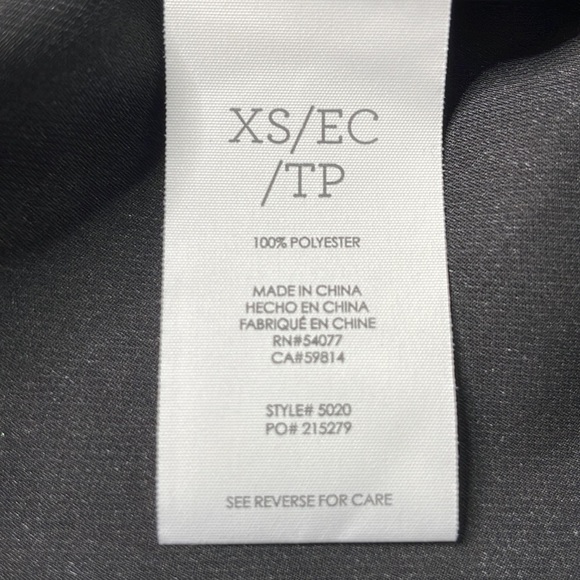 XS/EC
/TP
100% POLYESTER
MADE IN CHINA
HECHO EN CHINA
FABRIQUÉ EN CHINE
RN#54077
CA#59814
STYLE# 5020
PO# 215279
SEE REVERSE FOR CARE